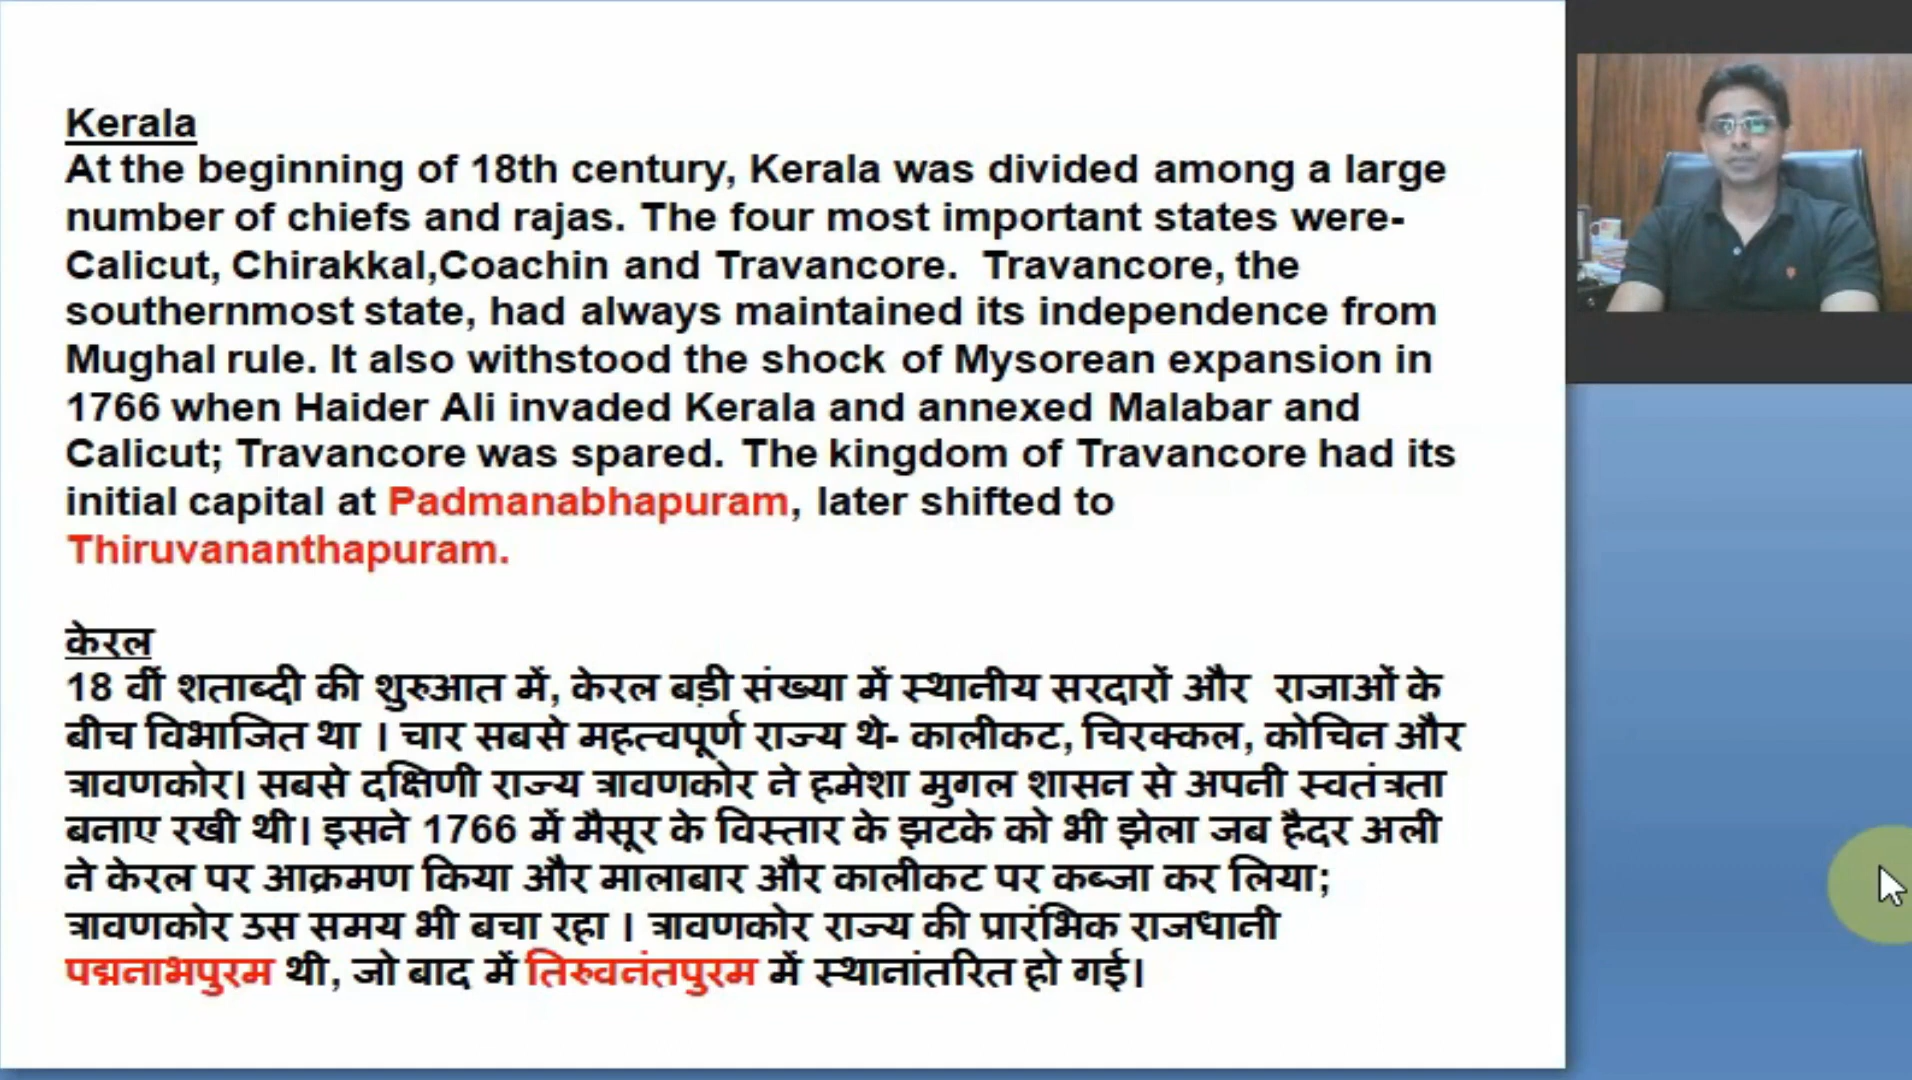 Kerala
At the beginning of 18th century, Kerala was divided among a large
number of chiefs and rajas. The four most important states were-
Calicut, Chirakkal,Coachin and Travancore.  Travancore, the
southernmost state, had always maintained its independence from
Mughal rule. It also withstood the shock of Mysorean expansion in
1766 when Haider Ali invaded Kerala and annexed Malabar and
Calicut; Travancore was spared. The kingdom of Travancore had its
initial capital at Padmanabhapuram, later shifted to
Thiruvananthapuram.
केरल
18 वीं शताब्दी की शुरुआत में, केरल बड़ी संख्या में स्थानीय सरदारों और  राजाओं के
बीच विभाजित था । चार सबसे महत्वपूर्ण राज्य थे- कालीकट, चिरक्कल, कोचिन और
त्रावणकोर। सबसे दक्षिणी राज्य त्रावणकोर ने हमेशा मुगल शासन से अपनी स्वतंत्रता
बनाए रखी थी। इसने 1766 में मैसूर के विस्तार के झटके को भी झेला जब हैदर अली
ने केरल पर आक्रमण किया और मालाबार और कालीकट पर कब्जा कर लिया;
त्रावणकोर उस समय भी बचा रहा । त्रावणकोर राज्य की प्रारंभिक राजधानी
पद्मनाभपुरम थी, जो बाद में तिरुवनंतपुरम में स्थानांतरित हो गई।